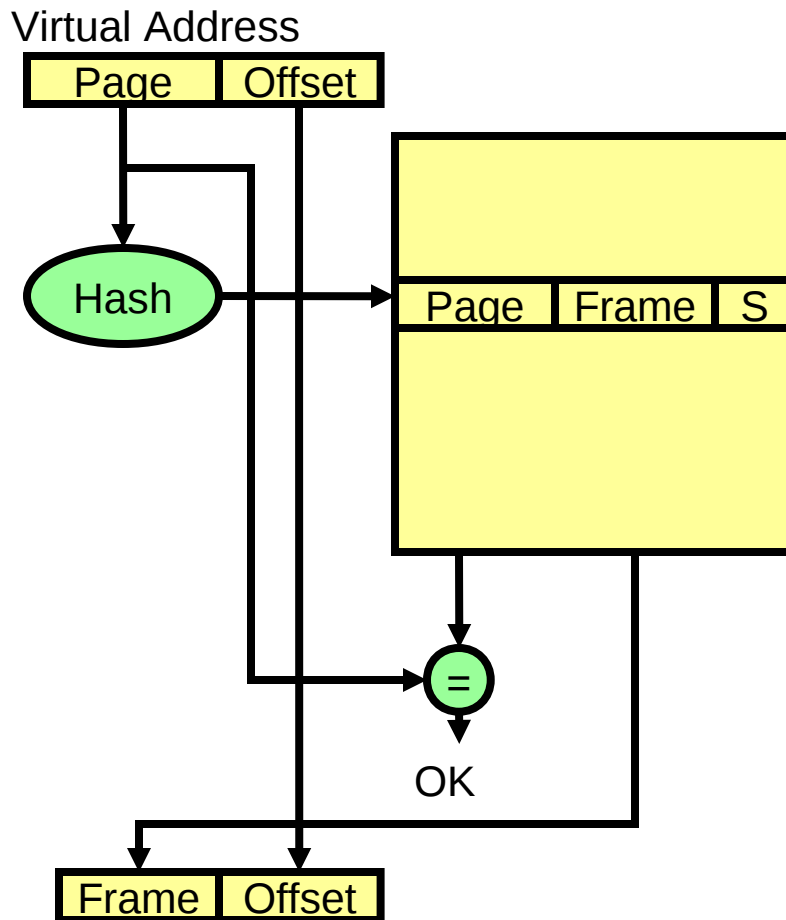 Virtual Address
Page Offset
Hash
Page Frame S
=
OK
Frame Offset